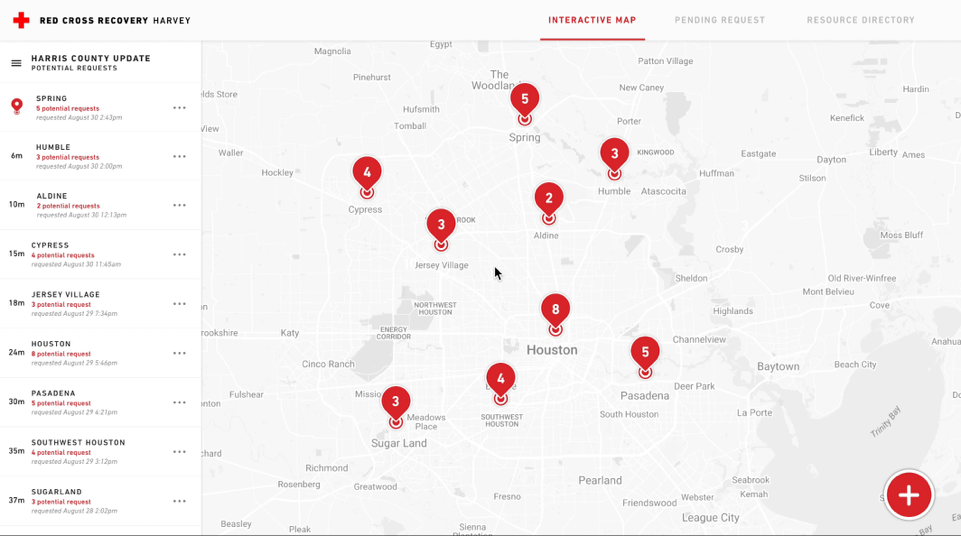 RED CROSS RECOVERY HARVEY
INTERACTIVE MAP
PENDING REQUEST
RESOURCE DIRECTORY
HARRIS COUNTY UPDATE
POTENTIAL REQUESTS
SPRING
5 potential requests
requested August 30 2:43pm
6m
HUMBLE
3 potential requests
requested August 30 2:00pm
10m
ALDINE
2 potential requests
requested August 30 12:13pm
15m
CYPRESS
4 potential requests
requested August 30 11:45am
18m
JERSEY VILLAGE
3 potential request
requested August 29 7:34pm
24m
HOUSTON
8 potential request
requested August 29 5:46pm
30m
PASADENA
5 potential request
requested August 29 4:21pm
35m
SOUTHWEST HOUSTON
4 potential request
requested August 29 3:12pm
37m
SUGARLAND
3 potential request
requested August 28 2:02pm
Egypt
Magnolia
Patton Village
The
Woodlan
Pinehurst
New Caney
Hardin
elds Store
5
Hufsmith
Porter
Kenefick
Tomball
View
Spring
Waller
3
KINGWOOD
Eastgate
Liberty
Ames
Dayton
Hockley
4
Huffman
Stilson
Humble
Atascocita
2
Cypress
3
ROOK
Aldine
Moss Bluff
Crosby
Jersey Village
Sheldon
Old River-Winfree
Mont Belvieu
NORTHWEST
HOUSTON
8
Highlands
Cove
ENERGY
CORRIDOR
rookshire
Katy
Channelview
Anahua
Houston
5
Cinco Ranch
Baytown
Beach City
4
Deer Park
Fulshear
Missio
3
Pasadena
Meadows
Place
SOUTHWEST
HOUSTON
South Houston
La Porte
Trinity Bay
Sugar Land
Richmond
Pearland
Seabrook
Rosenberg
Greatwood
Fresno
Webster
Kemah
Friendswood
League City
Beasley
Pleak
Sienna
Plantation
Bay